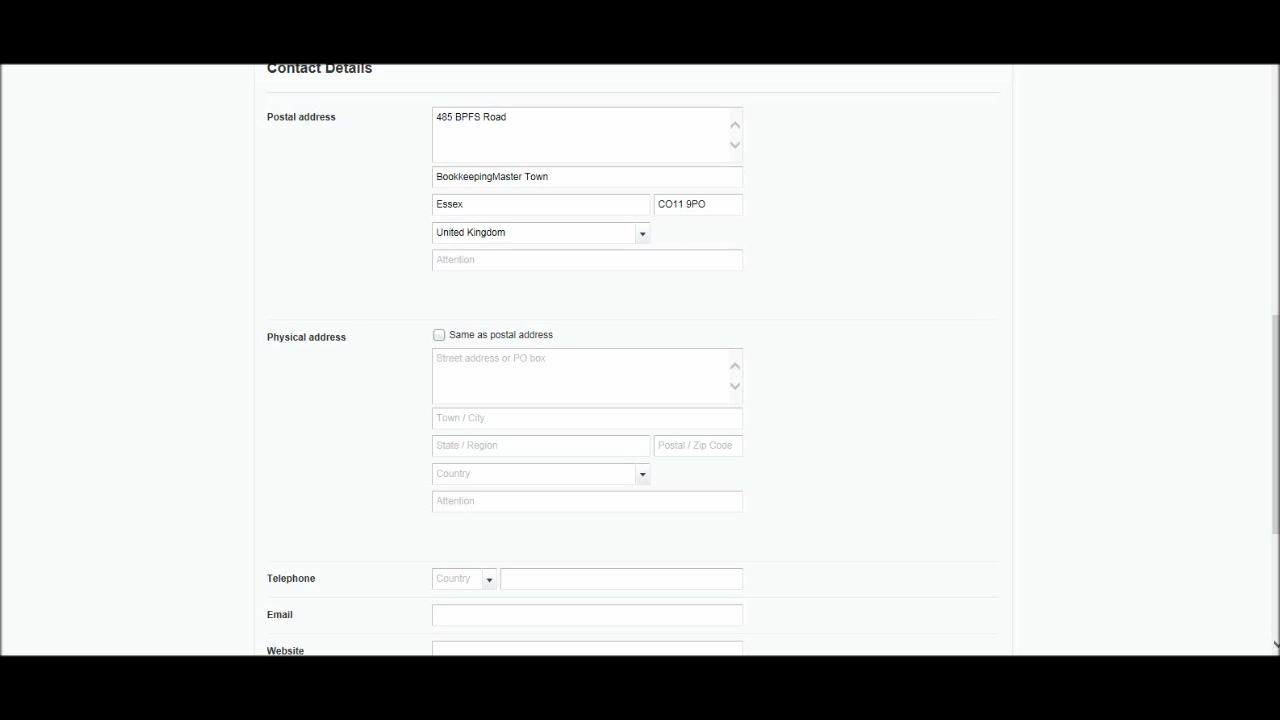 Contact Details
Postal address
485 BPFS Road
BookkeepingMaster Town
Essex
CO11 9PO
United Kingdom
Attention
Physical address
Same as postal address
Street address or PO box
Town / City
State / Region
Postal / Zip Code
Country
Attention
Telephone
Country
Email
Website